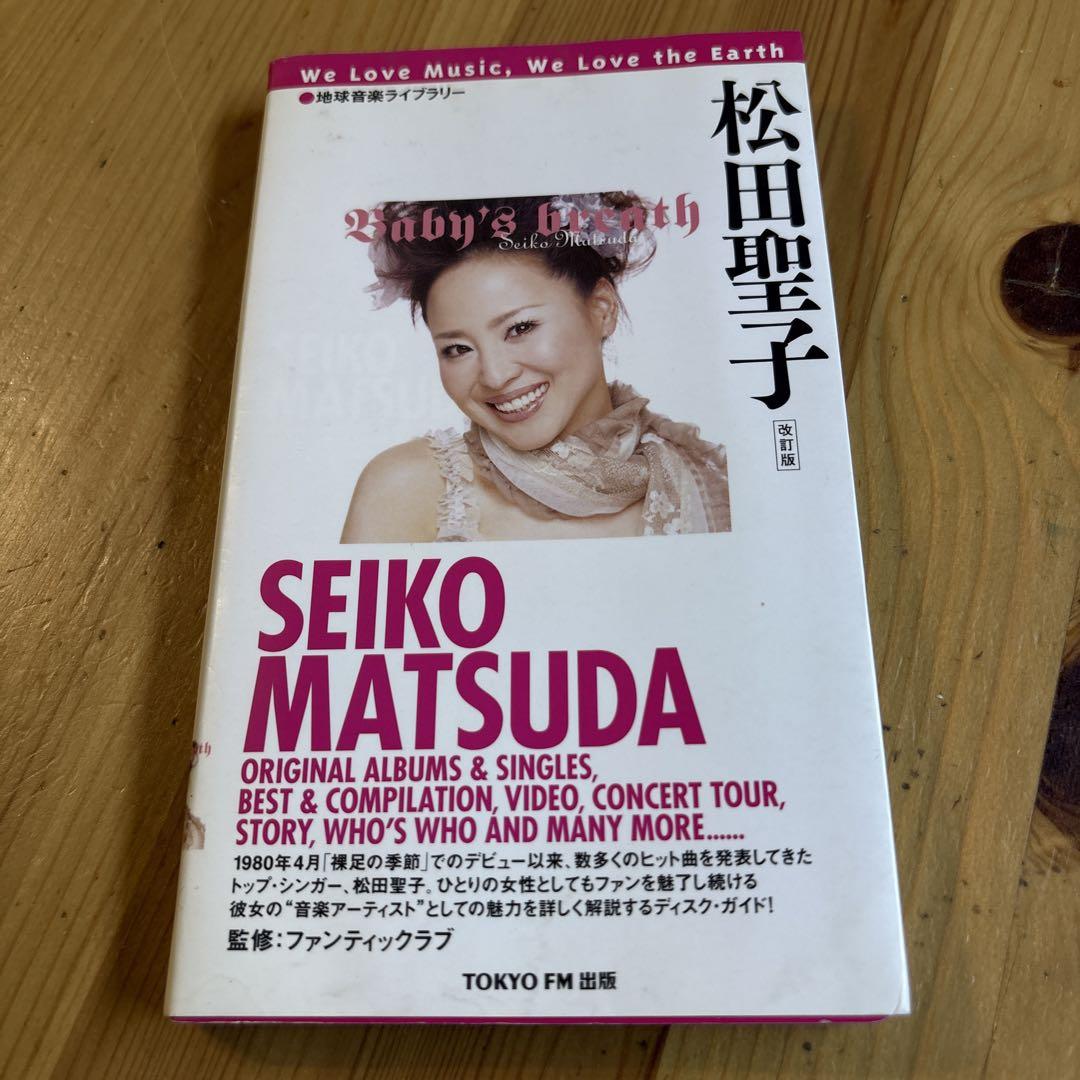 We Love Music, We Love the Earth
●地球音楽ライブラリー
松田聖子
改訂版
Baby's breath
Seiko Matsuda
SEIKO
MATSUDA
ORIGINAL ALBUMS & SINGLES,
BEST & COMPILATION, VIDEO, CONCERT TOUR,
STORY, WHO'S WHO AND MANY MORE......
1980年4月「裸足の季節」でのデビュー以来、数多くのヒット曲を発表してきた
トップ・シンガー、松田聖子。ひとりの女性としてもファンを魅了し続ける
彼女の“音楽アーティスト”としての魅力を詳しく解説するディスク・ガイド!
監修：ファンティックラブ
TOKYO FM 出版